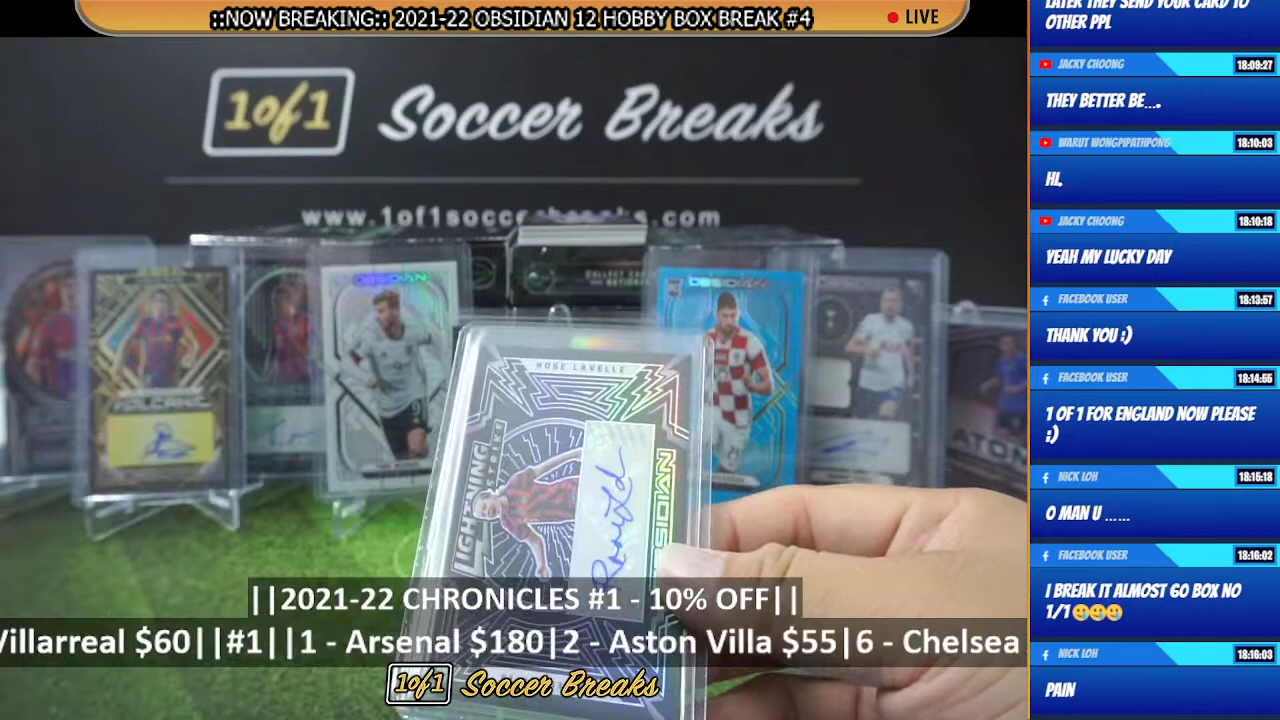 ::NOW BREAKING:: 2021-22 OBSIDIAN 12 HOBBY BOX BREAK #4
LIVE
1of1 Soccer Breaks
www.1of1soccerbreaks.com
OBSIDIAN
OBSIDIAN
VOLCANIC
ROSE LAVELLE
LIGHTNING
STRIKE
OBSIDIAN
||2021-22 CHRONICLES #1 - 10% OFF||
Villarreal $60||#1||1 - Arsenal $180|2 - Aston Villa $55|6 - Chelsea
1of1 Soccer Breaks
LATER THEY SEND YOUR CARD TO
OTHER PPL
JACKY CHOONG 18:09:27
THEY BETTER BE....
WARUT WONGPIPATHPONG 18:10:03
HI.
JACKY CHOONG 18:10:18
YEAH MY LUCKY DAY
FACEBOOK USER 18:13:57
THANK YOU :)
FACEBOOK USER 18:14:55
1 OF 1 FOR ENGLAND NOW PLEASE
:)
NICK LOH 18:15:18
O MAN U ......
FACEBOOK USER 18:16:02
I BREAK IT ALMOST 60 BOX NO
1/1😀😀😀
NICK LOH 18:16:03
PAIN